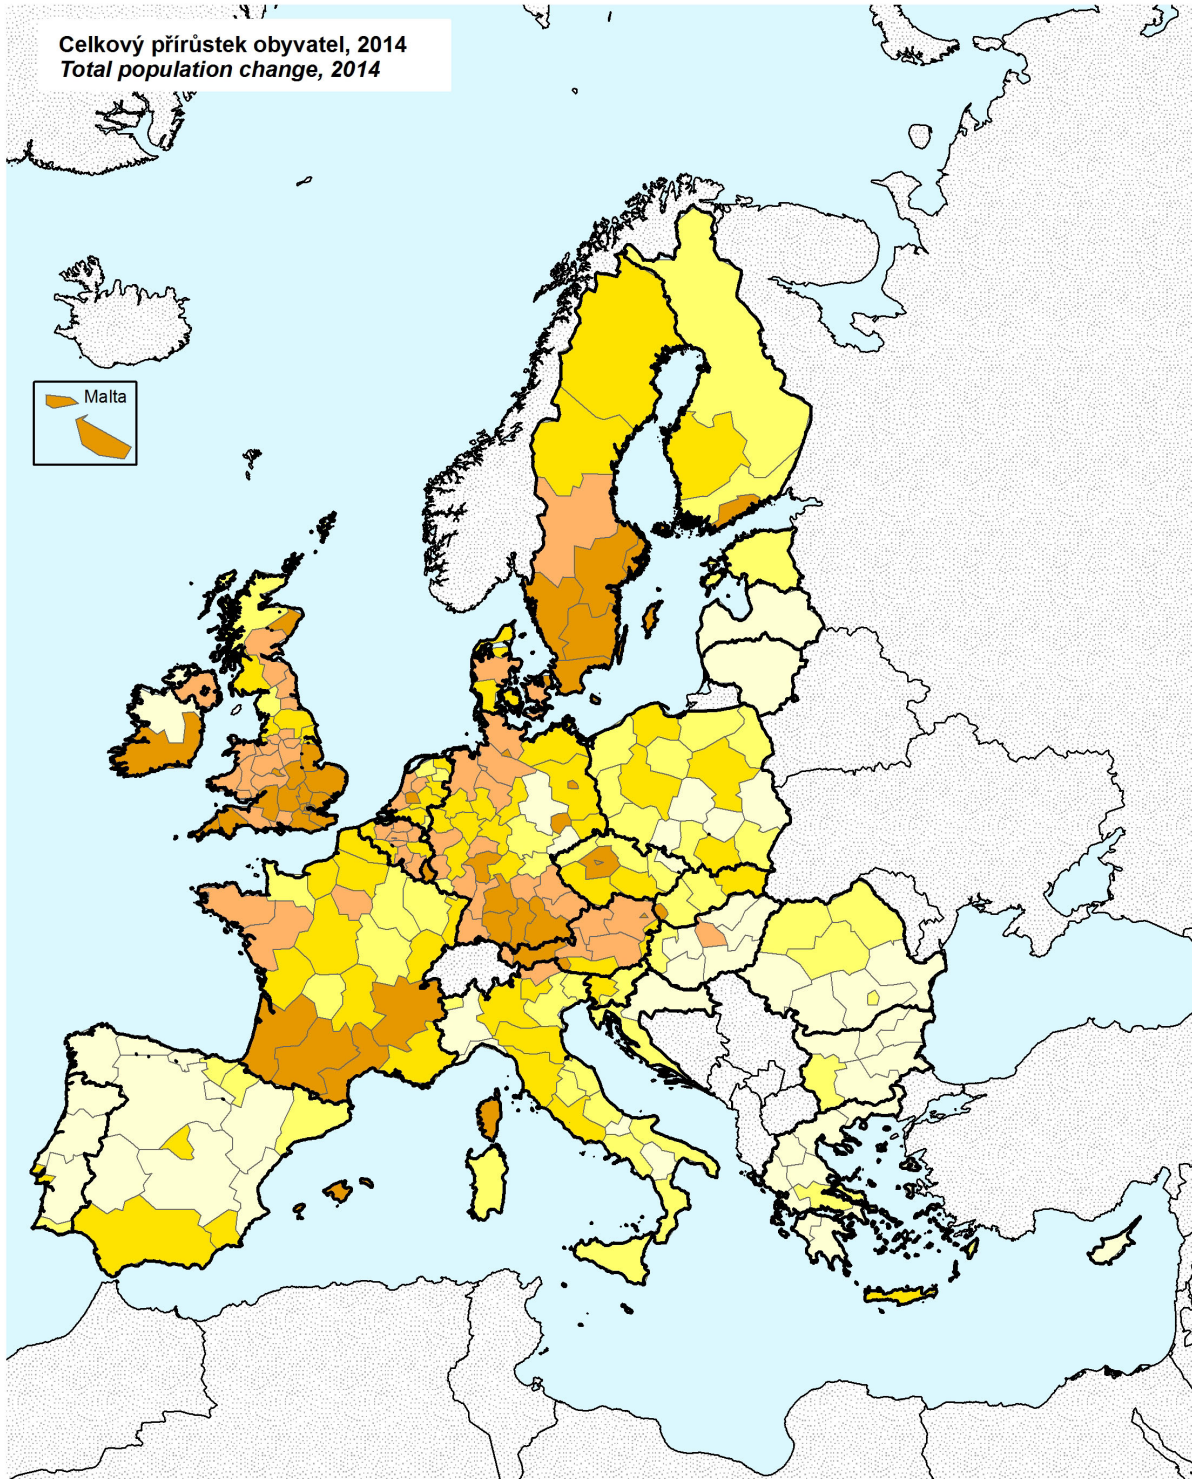 Celkový přírůstek obyvatel, 2014
Total population change, 2014
Malta